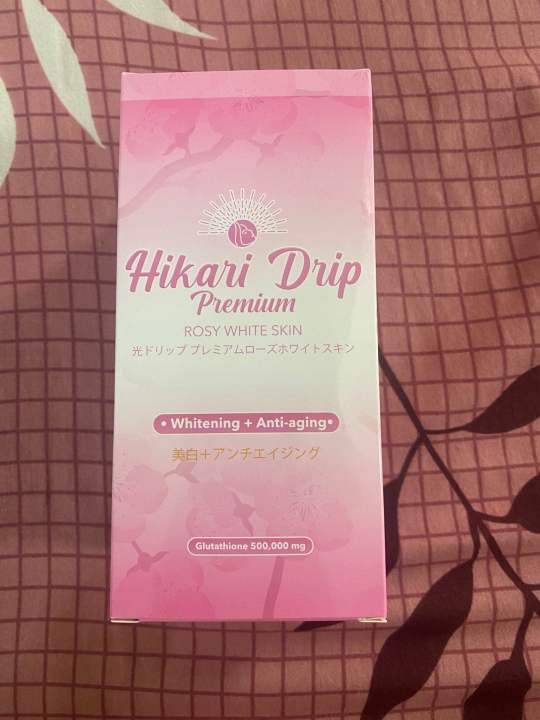 Hikari Drip
Premium
ROSY WHITE SKIN
光ドリップ プレミアムローズホワイトスキン
• Whitening + Anti-aging•
美白+アンチエイジング
Glutathione 500,000 mg